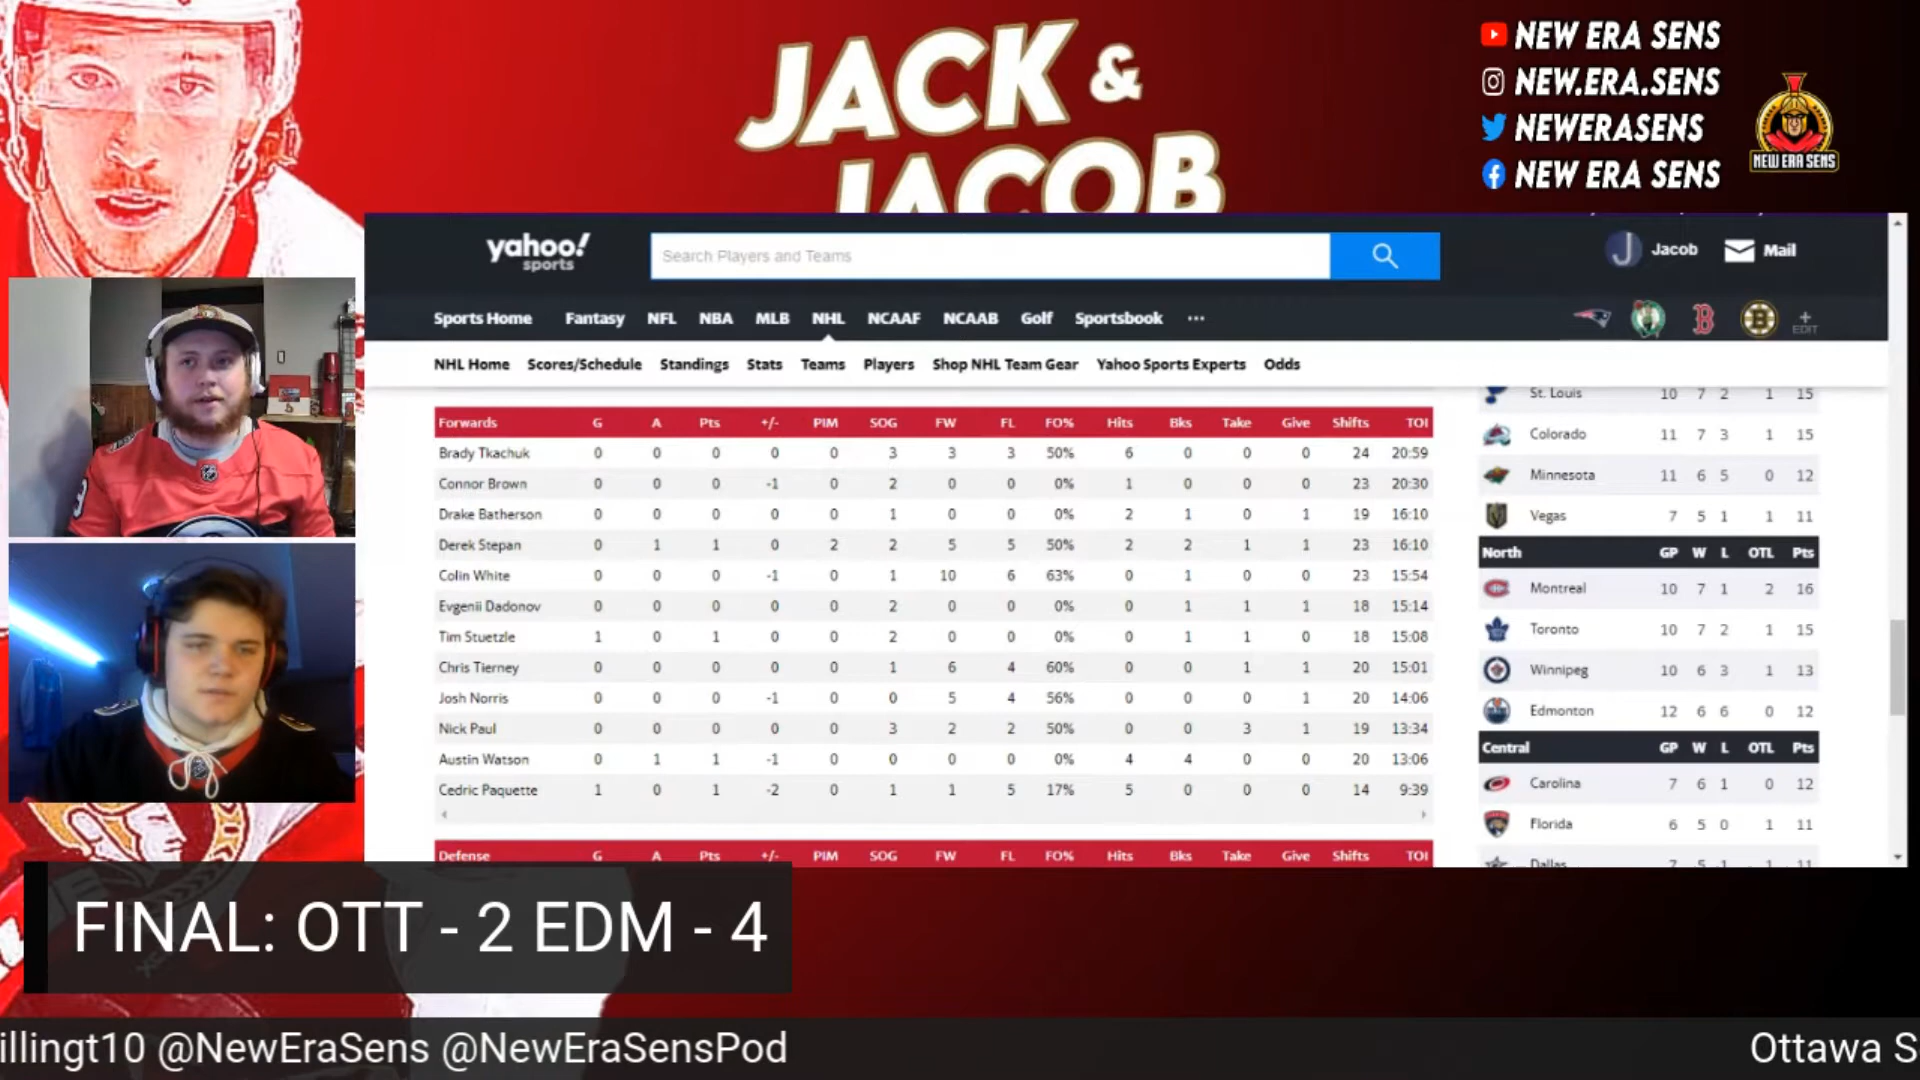 JACK &
JACOB
NEW ERA SENS
NEW.ERA.SENS
NEWERASENS
NEW ERA SENS
NEW ERA SENS
yahoo!
sports
Search Players and Teams
Jacob
Mail
Sports Home Fantasy NFL NBA MLB NHL NCAAF NCAAB Golf Sportsbook ...
EDIT
NHL Home Scores/Schedule Standings Stats Teams Players Shop NHL Team Gear Yahoo Sports Experts Odds
Forwards G A Pts +/- PIM SOG FW FL FO% Hits Bks Take Give Shifts TOI
Brady Tkachuk 0 0 0 0 0 3 3 3 50% 6 0 0 0 24 20:59
Connor Brown 0 0 0 -1 0 2 0 0 0% 1 0 0 0 23 20:30
Drake Batherson 0 0 0 0 0 1 0 0 0% 2 1 0 1 19 16:10
Derek Stepan 0 1 1 0 2 2 5 5 50% 2 2 1 1 23 16:10
Colin White 0 0 0 -1 0 1 10 6 63% 0 1 0 0 23 15:54
Evgenii Dadonov 0 0 0 0 0 2 0 0 0% 0 1 1 1 18 15:14
Tim Stuetzle 1 0 1 0 0 2 0 0 0% 0 1 1 0 18 15:08
Chris Tierney 0 0 0 0 0 1 6 4 60% 0 0 1 1 20 15:01
Josh Norris 0 0 0 -1 0 0 5 4 56% 0 0 0 1 20 14:06
Nick Paul 0 0 0 0 0 3 2 2 50% 0 0 3 1 19 13:34
Austin Watson 0 1 1 -1 0 0 0 0 0% 4 4 0 0 20 13:06
Cedric Paquette 1 0 1 -2 0 1 1 5 17% 5 0 0 0 14 9:39
Defense G A Pts +/- PIM SOG FW FL FO% Hits Bks Take Give Shifts TOI
St. Louis 10 7 2 1 15
Colorado 11 7 3 1 15
Minnesota 11 6 5 0 12
Vegas 7 5 1 1 11
North GP W L OTL Pts
Montreal 10 7 1 2 16
Toronto 10 7 2 1 15
Winnipeg 10 6 3 1 13
Edmonton 12 6 6 0 12
Central GP W L OTL Pts
Carolina 7 6 1 0 12
Florida 6 5 0 1 11
Dallas 7 5 1 1 11
FINAL: OTT - 2 EDM - 4
illingt10 @NewEraSens @NewEraSensPod
Ottawa S